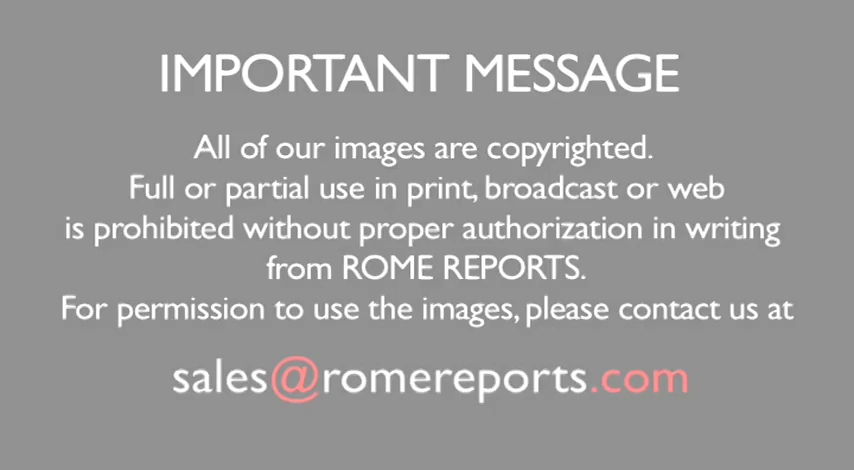 IMPORTANT MESSAGE
All of our images are copyrighted.
Full or partial use in print, broadcast or web
is prohibited without proper authorization in writing
from ROME REPORTS.
For permission to use the images, please contact us at
sales@romereports.com